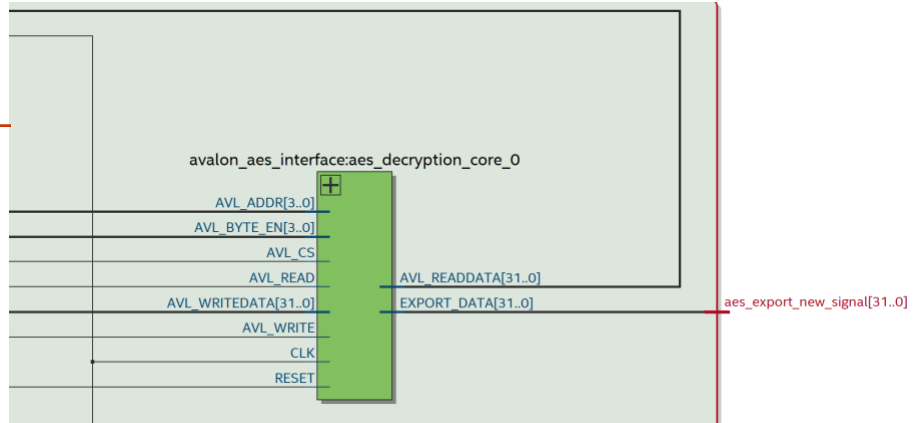 avalon_aes_interface:aes_decryption_core_0
AVL_ADDR[3..0]
AVL_BYTE_EN[3..0]
AVL_CS
AVL_READ
AVL_READDATA[31..0]
AVL_WRITEDATA[31..0]
EXPORT_DATA[31..0]
aes_export_new_signal[31..0]
AVL_WRITE
CLK
RESET